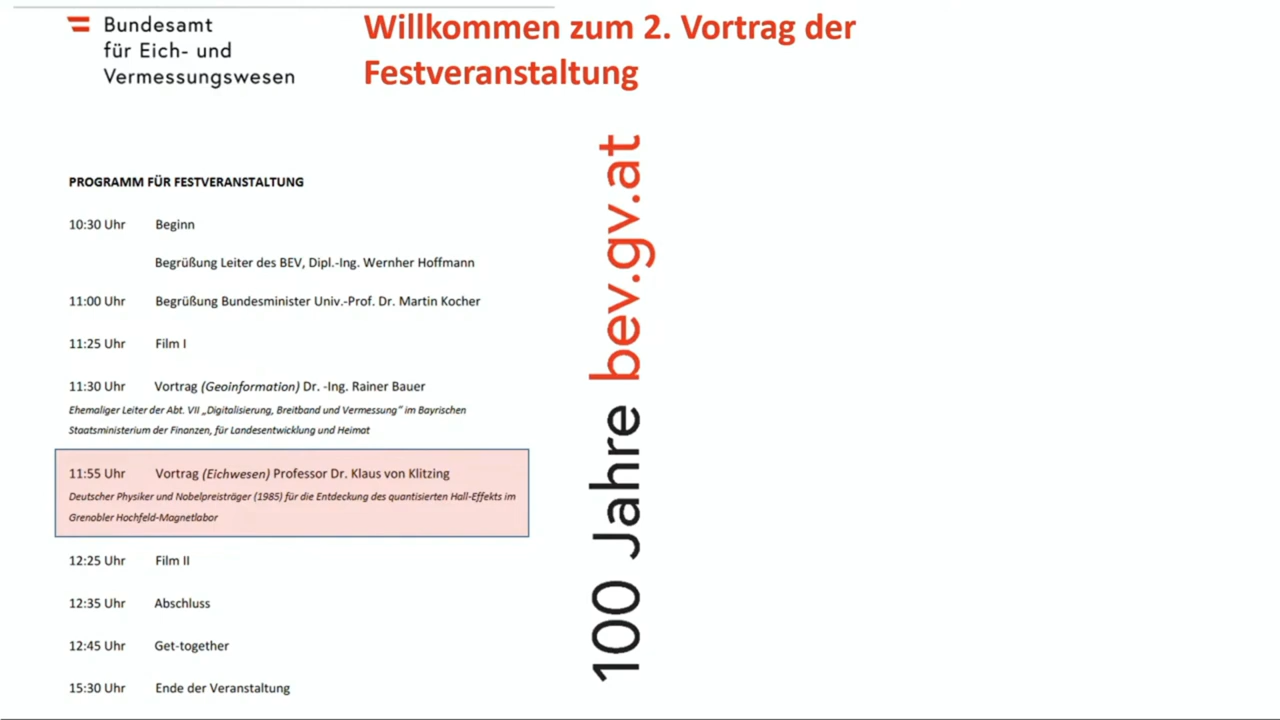 Bundesamt
für Eich- und
Vermessungswesen
Willkommen zum 2. Vortrag der
Festveranstaltung
PROGRAMM FÜR FESTVERANSTALTUNG
10:30 Uhr Beginn
Begrüßung Leiter des BEV, Dipl.-Ing. Wernher Hoffmann
11:00 Uhr Begrüßung Bundesminister Univ.-Prof. Dr. Martin Kocher
11:25 Uhr Film I
11:30 Uhr Vortrag (Geoinformation) Dr. -Ing. Rainer Bauer
Ehemaliger Leiter der Abt. VII „Digitalisierung, Breitband und Vermessung“ im Bayrischen
Staatsministerium der Finanzen, für Landesentwicklung und Heimat
11:55 Uhr Vortrag (Eichwesen) Professor Dr. Klaus von Klitzing
Deutscher Physiker und Nobelpreisträger (1985) für die Entdeckung des quantisierten Hall-Effekts im
Grenobler Hochfeld-Magnetlabor
12:25 Uhr Film II
12:35 Uhr Abschluss
12:45 Uhr Get-together
15:30 Uhr Ende der Veranstaltung
100 Jahre bev.gv.at